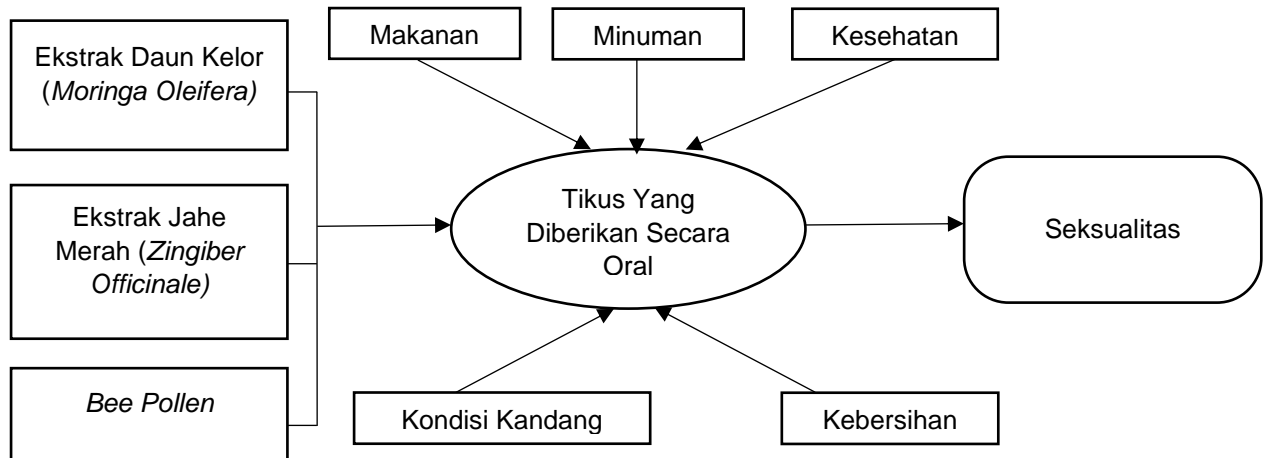 Ekstrak Daun Kelor
(Moringa Oleifera)
Ekstrak Jahe
Merah (Zingiber
Officinale)
Bee Pollen
Makanan
Minuman
Kesehatan
Tikus Yang
Diberikan Secara
Oral
Kondisi Kandang
Kebersihan
Seksualitas